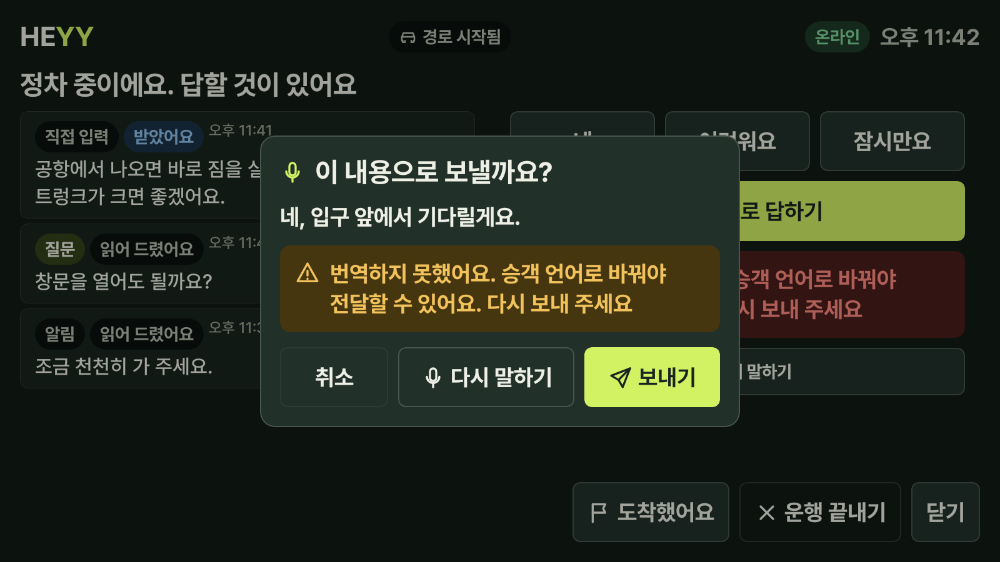 HEYY
경로 시작됨
온라인 오후 11:42
정차 중이에요. 답할 것이 있어요
직접 입력 받았어요 오후 11:41
공항에서 나오면 바로 짐을
트렁크가 크면 좋겠어요.
질문 읽어 드렸어요 오후
창문을 열어도 될까요?
알림 읽어 드렸어요 오후
조금 천천히 가 주세요.
잠시만요
답하기
승객 언어로 바꿔야
보내 주세요
말하기
이 내용으로 보낼까요?
네, 입구 앞에서 기다릴게요.
번역하지 못했어요. 승객 언어로 바꿔야
전달할 수 있어요. 다시 보내 주세요
취소
다시 말하기
보내기
도착했어요
운행 끝내기
닫기